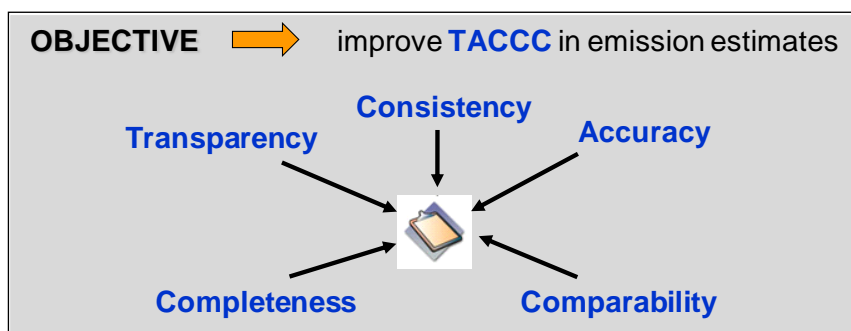 OBJECTIVE improve TACCC in emission estimates
Consistency
Transparency
Accuracy
Completeness
Comparability